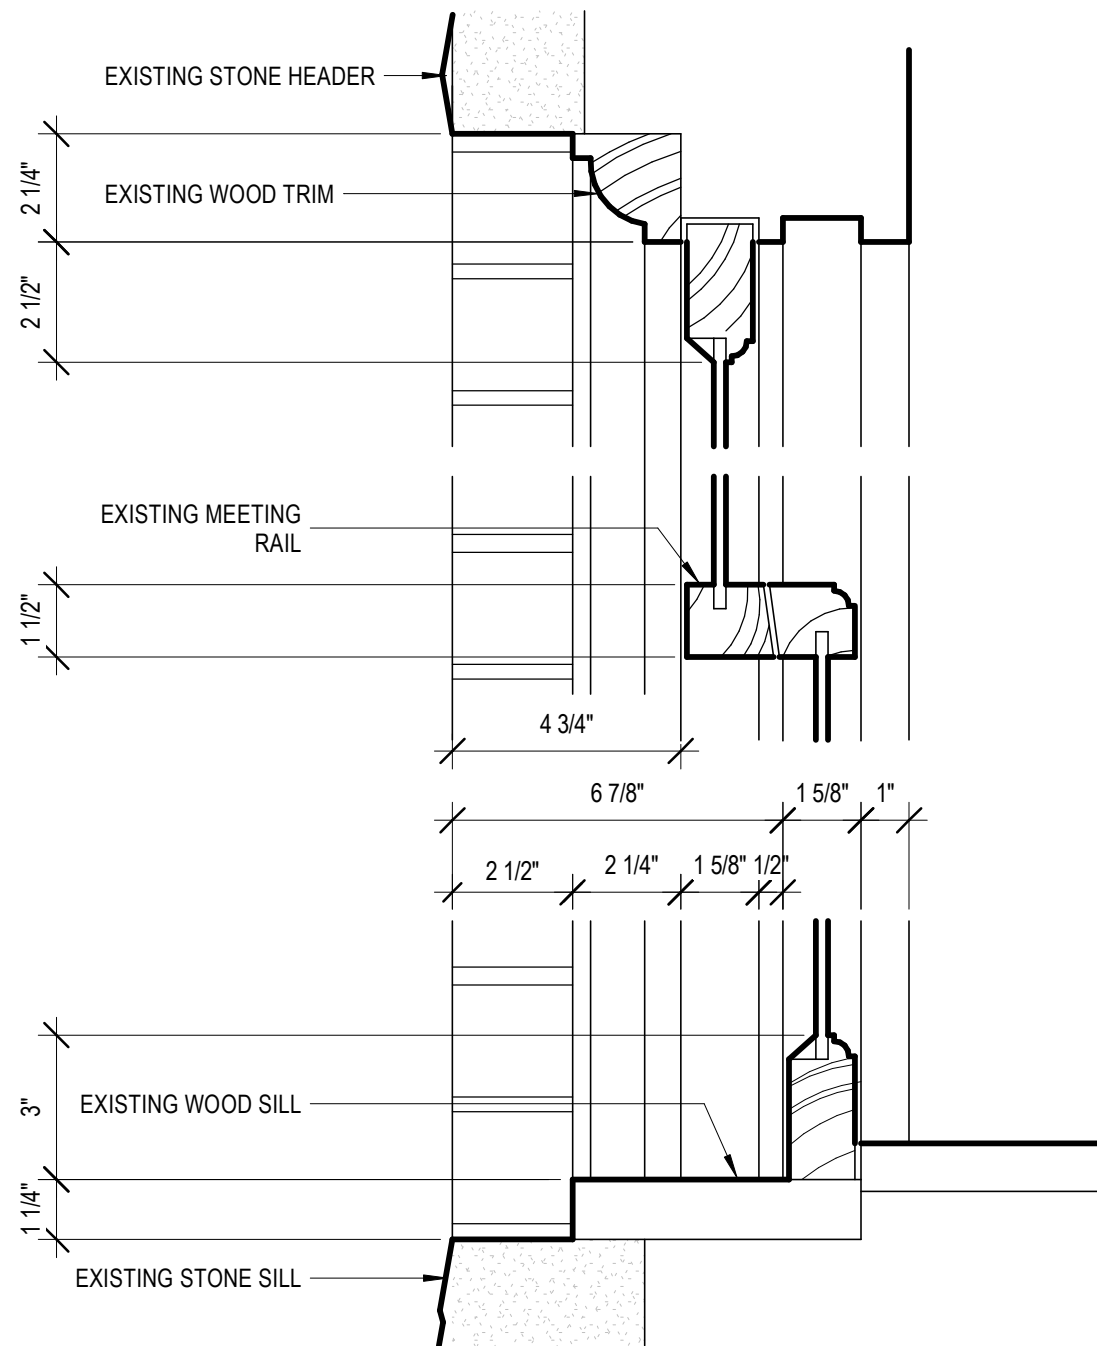 EXISTING STONE HEADER
2 1/4"
EXISTING WOOD TRIM
2 1/2"
EXISTING MEETING
RAIL
1 1/2"
4 3/4"
6 7/8"
1 5/8"
1"
2 1/2"
2 1/4"
1 5/8"
1/2"
3"
EXISTING WOOD SILL
1 1/4"
EXISTING STONE SILL